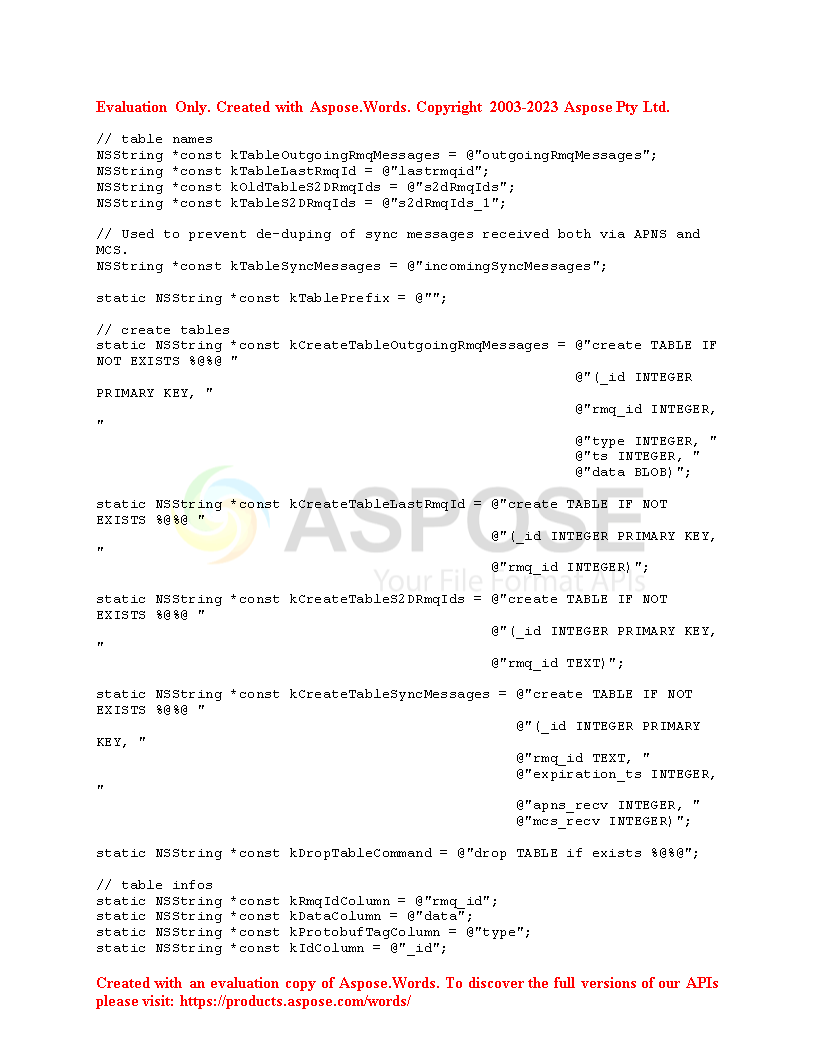 Evaluation Only. Created with Aspose.Words. Copyright 2003-2023 Aspose Pty Ltd.
// table names
NSString *const kTableOutgoingRmqMessages = @"outgoingRmqMessages";
NSString *const kTableLastRmqId = @"lastrmqid";
NSString *const kOldTableS2DRmqIds = @"s2dRmqIds";
NSString *const kTableS2DRmqIds = @"s2dRmqIds_1";
// Used to prevent de-duping of sync messages received both via APNS and
MCS.
NSString *const kTableSyncMessages = @"incomingSyncMessages";
static NSString *const kTablePrefix = @"";
// create tables
static NSString *const kCreateTableOutgoingRmqMessages = @"create TABLE IF
NOT EXISTS %@%@ "
@"(_id INTEGER
PRIMARY KEY, "
@"rmq_id INTEGER,
"
@"type INTEGER, "
@"ts INTEGER, "
@"data BLOB)";
static NSString *const kCreateTableLastRmqId = @"create TABLE IF NOT
EXISTS %@%@ "
@"(_id INTEGER PRIMARY KEY,
"
@"rmq_id INTEGER)";
ASPOSE
Your File Format APIs
static NSString *const kCreateTableS2DRmqIds = @"create TABLE IF NOT
EXISTS %@%@ "
@"(_id INTEGER PRIMARY KEY,
"
@"rmq_id TEXT)";
static NSString *const kCreateTableSyncMessages = @"create TABLE IF NOT
EXISTS %@%@ "
@"(_id INTEGER PRIMARY
KEY, "
@"rmq_id TEXT, "
@"expiration_ts INTEGER,
"
@"apns_recv INTEGER, "
@"mcs_recv INTEGER)";
static NSString *const kDropTableCommand = @"drop TABLE if exists %@%@";
// table infos
static NSString *const kRmqIdColumn = @"rmq_id";
static NSString *const kDataColumn = @"data";
static NSString *const kProtobufTagColumn = @"type";
static NSString *const kIdColumn = @"_id";
Created with an evaluation copy of Aspose.Words. To discover the full versions of our APIs
please visit: https://products.aspose.com/words/